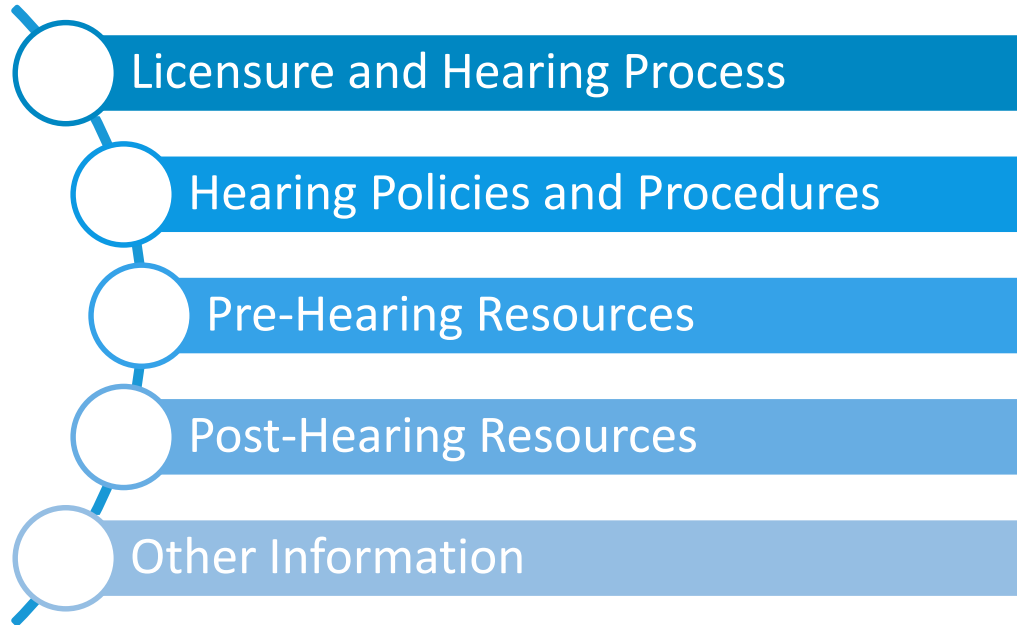 Licensure and Hearing Process
Hearing Policies and Procedures
Pre-Hearing Resources
Post-Hearing Resources
Other Information